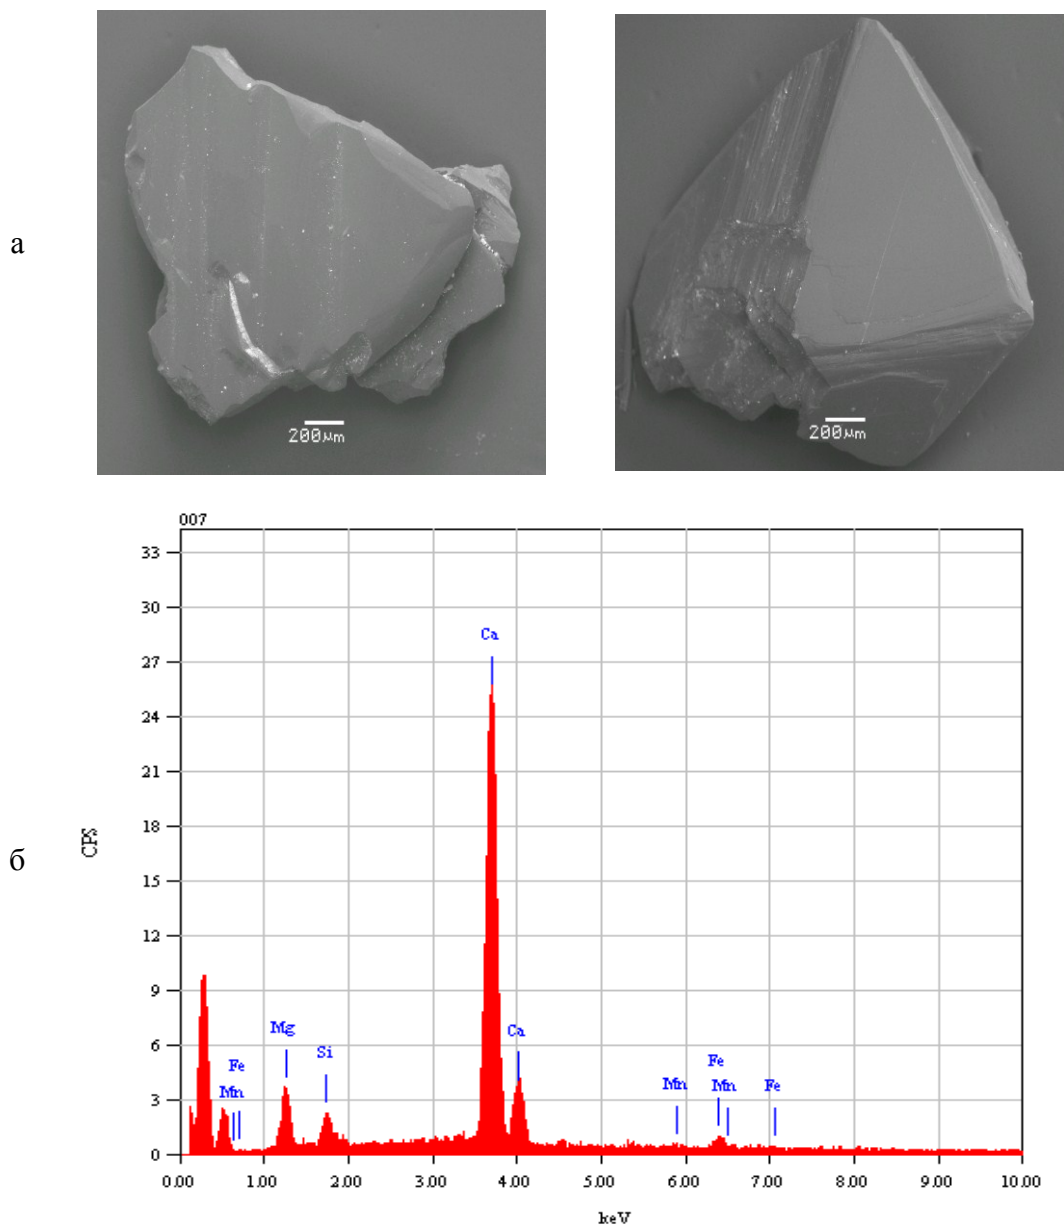 а
200μm
200μm
007
33
30
27
24
21
18
15
12
9
6
3
0
CPS
б
Ca
Mg
Si
Ca
Fe
Mn
Mn
Fe
Mn
Fe
0.00 1.00 2.00 3.00 4.00 5.00 6.00 7.00 8.00 9.00 10.00
keV